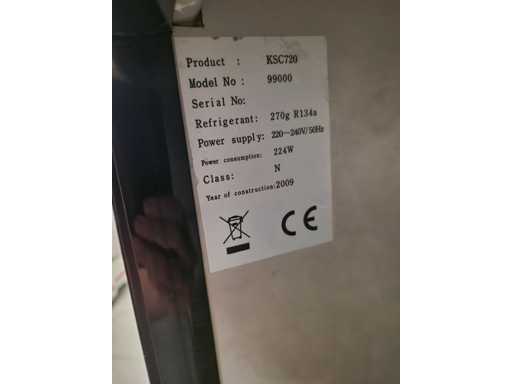 Product : KSC720
Model No : 99000
Serial No:
Refrigerant: 270g R134a
Power supply: 220—240V/50Hz
Power consumption: 224W
Class: N
Year of construction: 2009
CE